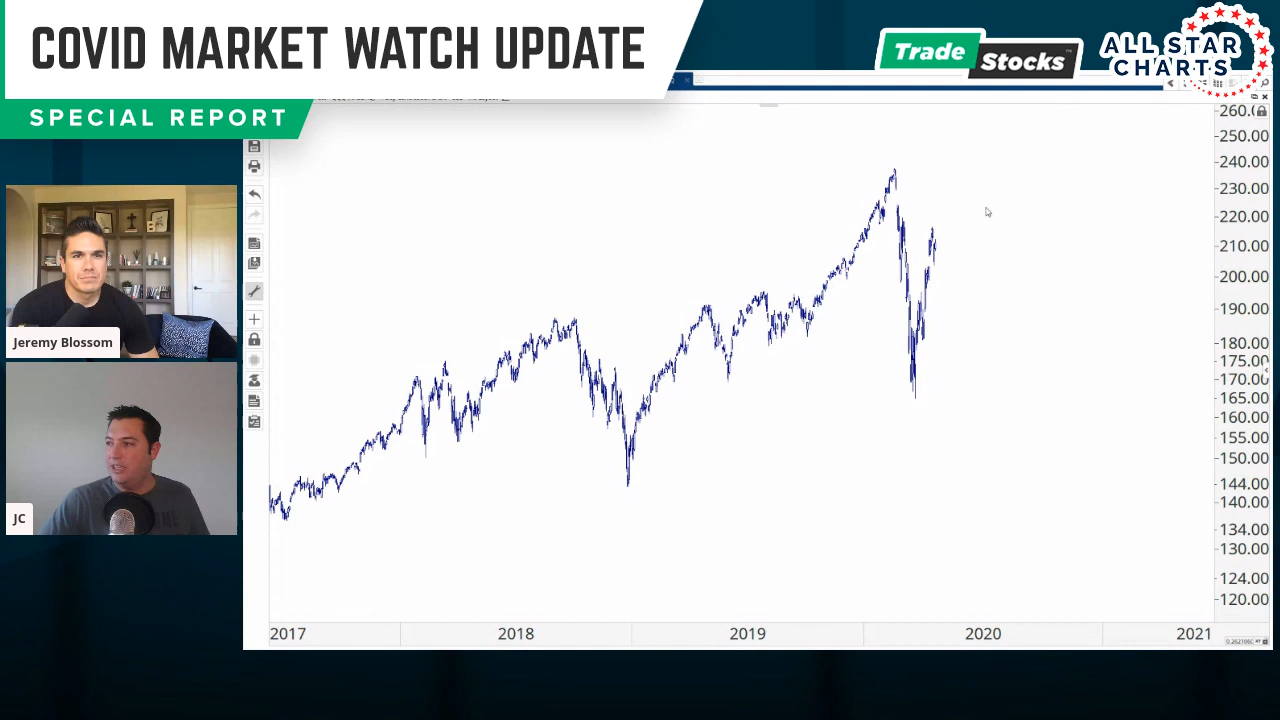 COVID MARKET WATCH UPDATE
SPECIAL REPORT
Trade
Stocks™
ALL STAR
CHARTS
Jeremy Blossom
JC
260.0
250.00
240.00
230.00
220.00
210.00
200.00
190.00
180.00
175.00
170.00
165.00
160.00
155.00
150.00
144.00
140.00
134.00
130.00
124.00
120.00
2017 2018 2019 2020 2021